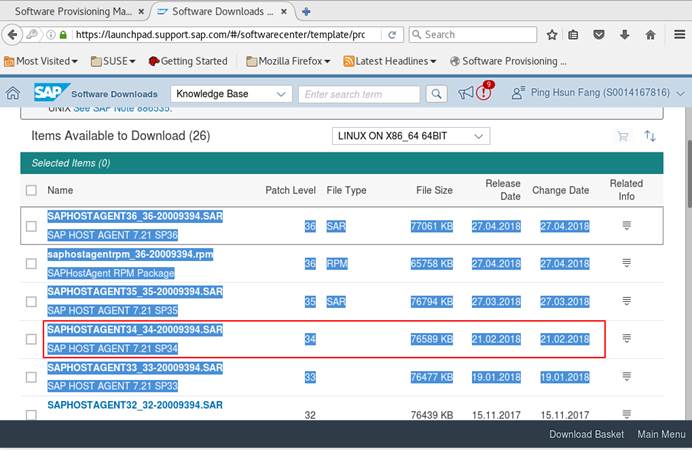 Software Provisioning Ma...
Software Downloads ...
https://launchpad.support.sap.com/#/softwarecenter/template/prc
Search
Most Visited
SUSE
Getting Started
Mozilla Firefox
Latest Headlines
Software Provisioning ...
SAP
Software Downloads
Knowledge Base
Enter search term
9
Ping Hsun Fang (S0014167816)
UNIX See SAP Note 886535.
Items Available to Download (26)
LINUX ON X86_64 64BIT
Selected Items (0)
Name Patch Level File Type File Size Release Date Change Date Related Info
SAPHOSTAGENT36_36-20009394.SAR
SAP HOST AGENT 7.21 SP36
36 SAR 77061 KB 27.04.2018 27.04.2018
saphostagentrpm_36-20009394.rpm
SAPHostAgent RPM Package
36 RPM 65758 KB 27.04.2018 27.04.2018
SAPHOSTAGENT35_35-20009394.SAR
SAP HOST AGENT 7.21 SP35
35 SAR 76794 KB 27.03.2018 27.03.2018
SAPHOSTAGENT34_34-20009394.SAR
SAP HOST AGENT 7.21 SP34
34 76589 KB 21.02.2018 21.02.2018
SAPHOSTAGENT33_33-20009394.SAR
SAP HOST AGENT 7.21 SP33
33 76477 KB 19.01.2018 19.01.2018
SAPHOSTAGENT32_32-20009394.SAR
32 76439 KB 15.11.2017 15.11.2017
Download Basket Main Menu